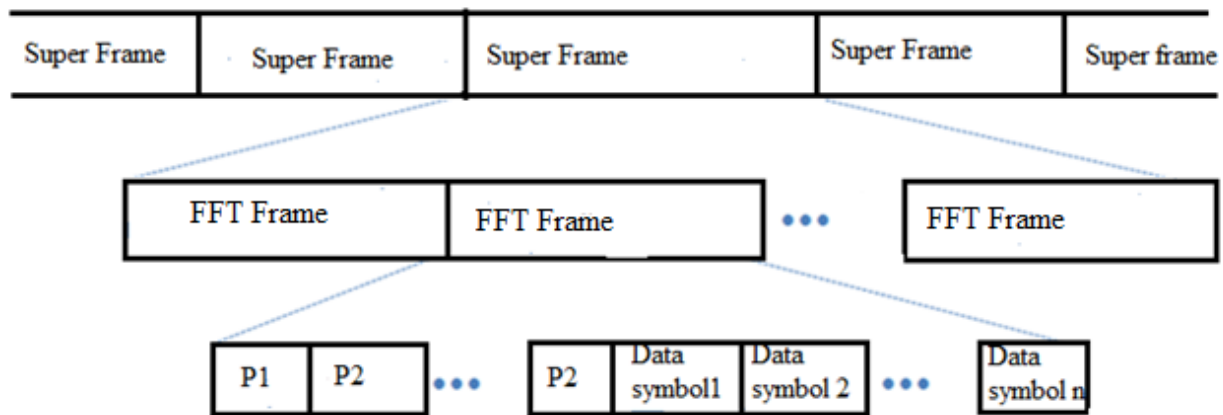 Super Frame
Super Frame
Super Frame
Super Frame
Super frame
FFT Frame
FFT Frame
FFT Frame
P1
P2
P2
Data
symbol1
Data
symbol 2
Data
symbol n